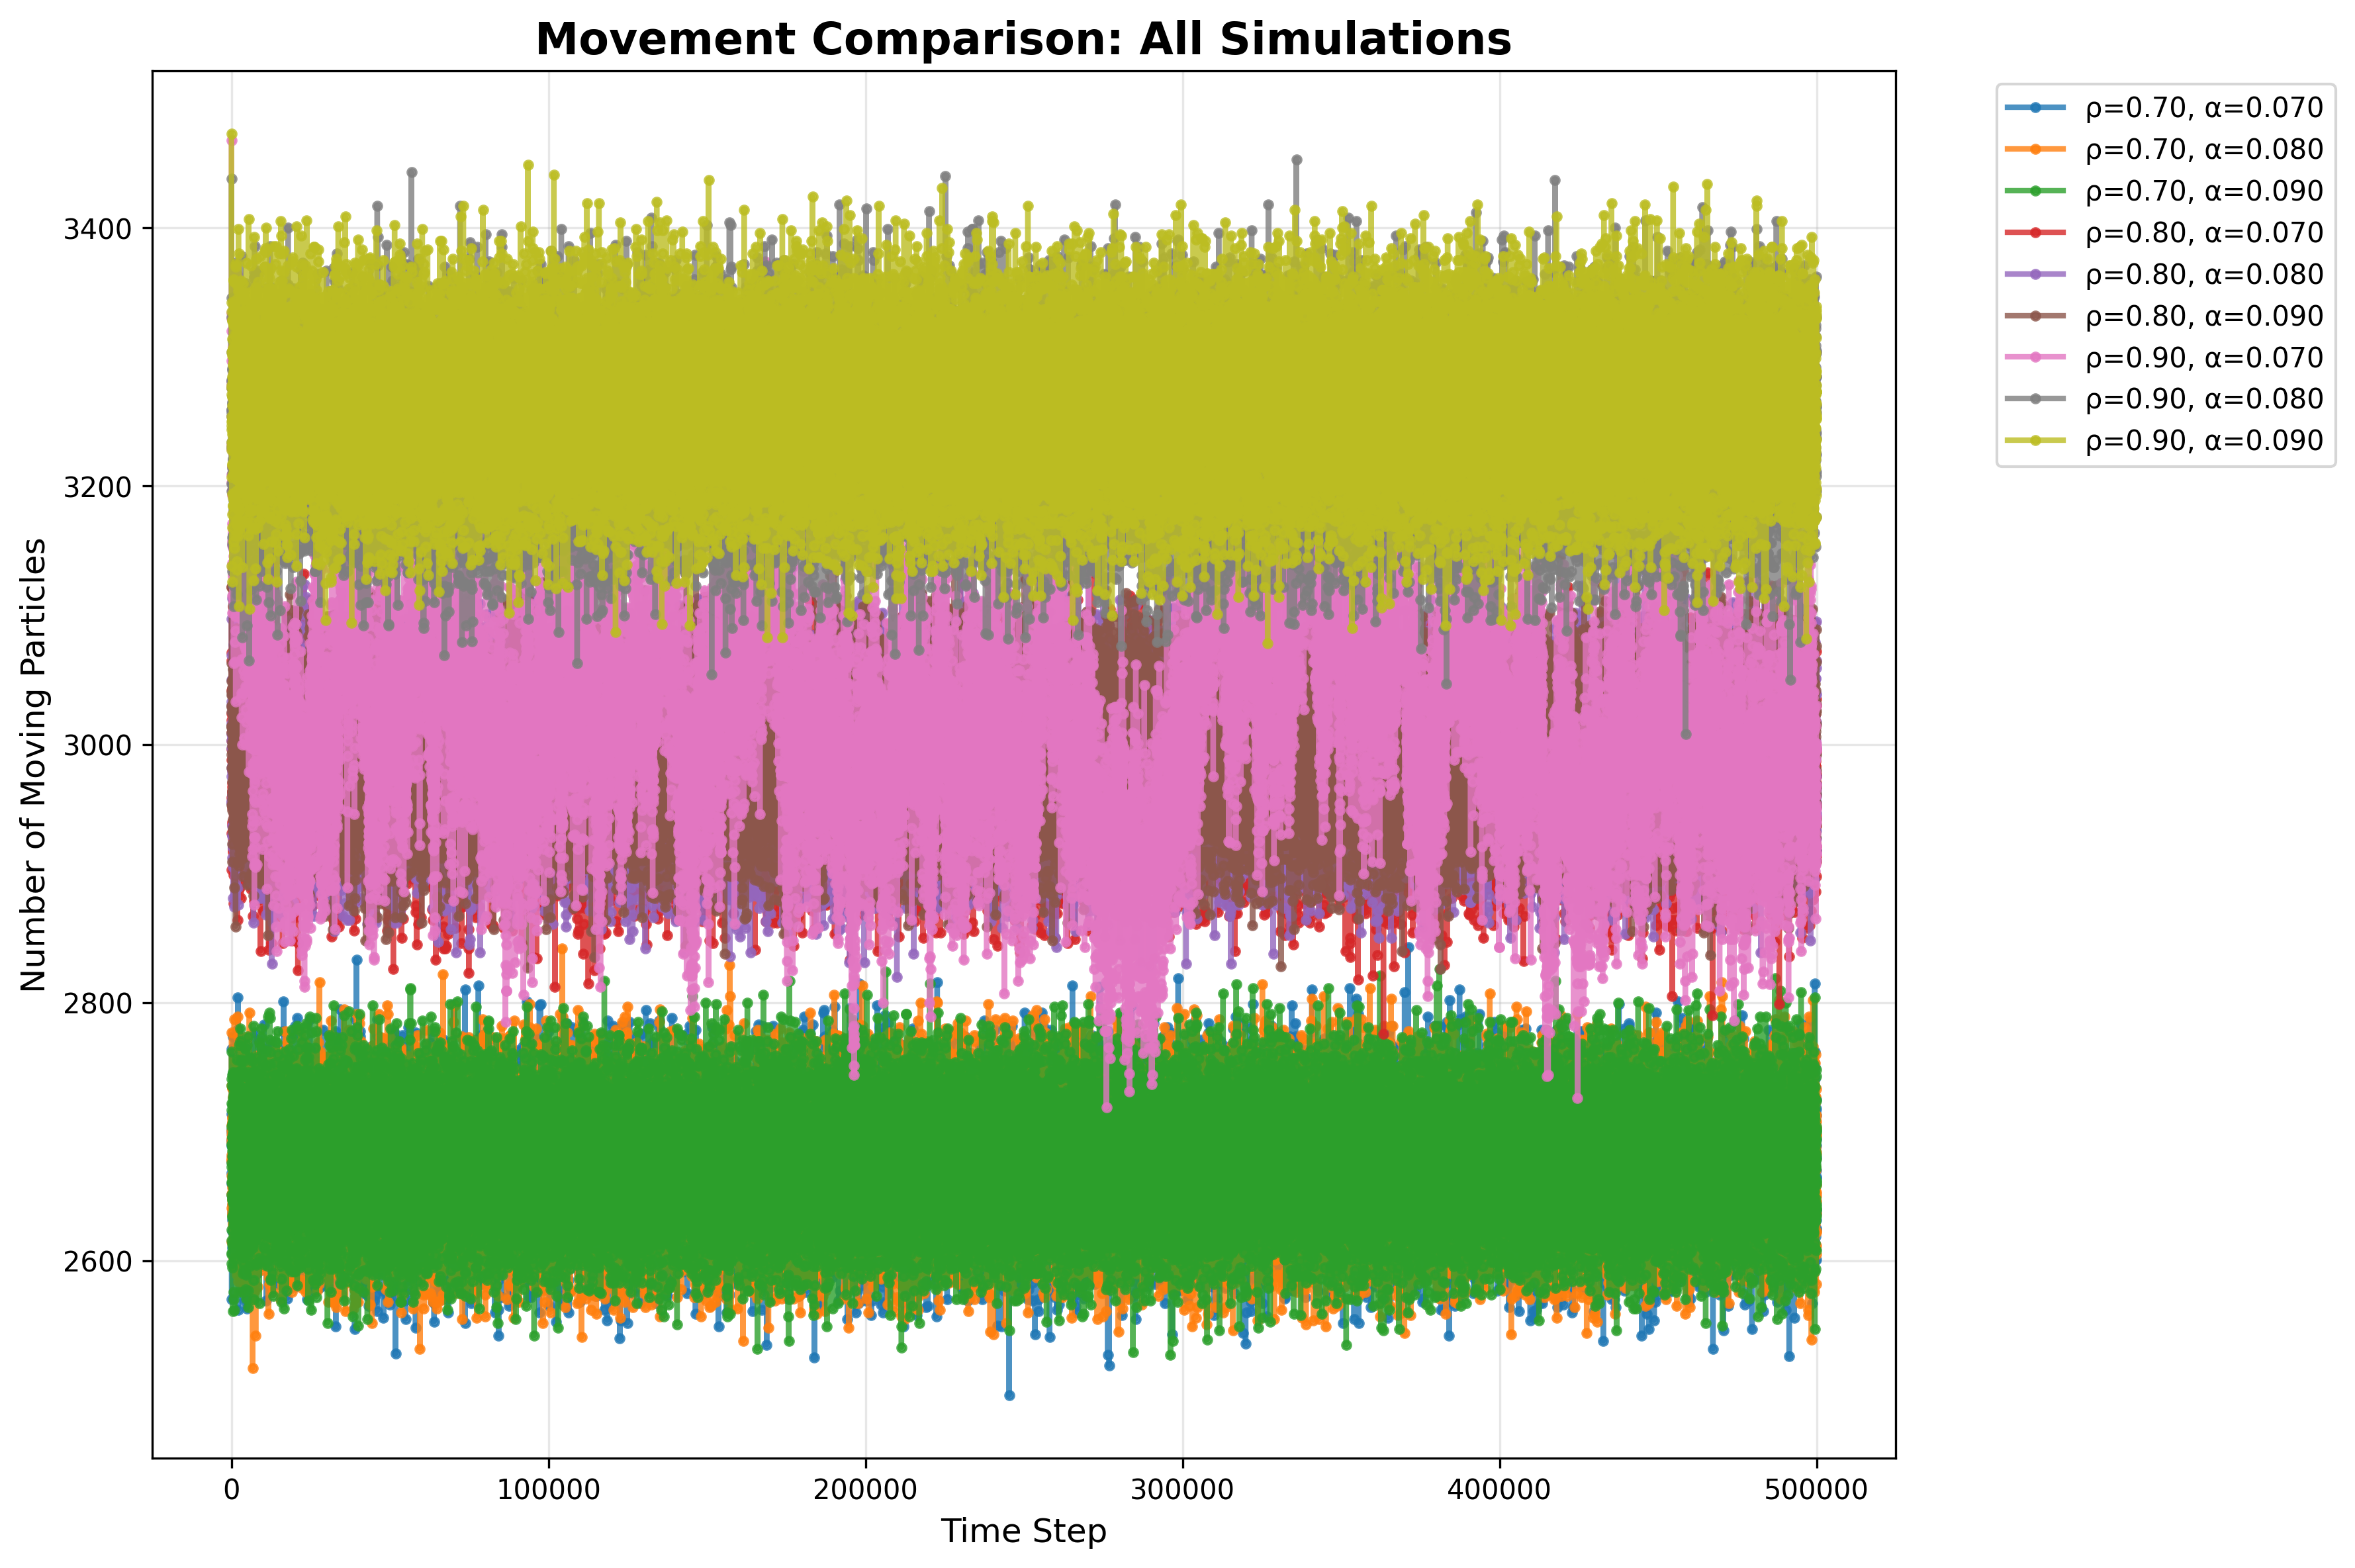 Movement Comparison: All Simulations
ρ=0.70, α=0.070
ρ=0.70, α=0.080
ρ=0.70, α=0.090
ρ=0.80, α=0.070
ρ=0.80, α=0.080
ρ=0.80, α=0.090
ρ=0.90, α=0.070
ρ=0.90, α=0.080
ρ=0.90, α=0.090
Number of Moving Particles
3400
3200
3000
2800
2600
0 100000 200000 300000 400000 500000
Time Step